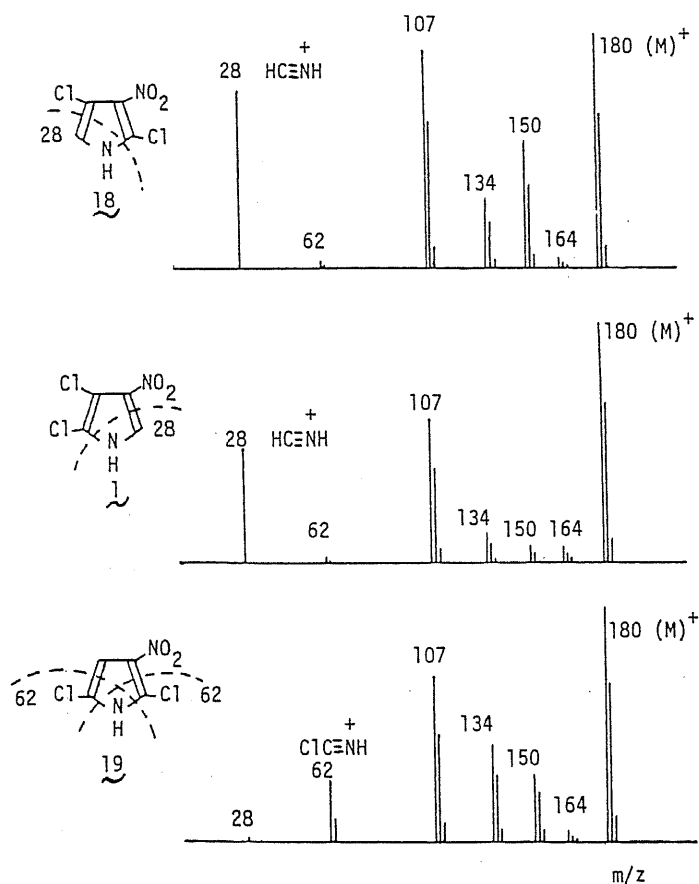 107
180 (M)+
28 HC≡NH +
Cl NO2
150
28 Cl
N
H
134
18
62
164
180 (M)+
Cl NO2
107
Cl 28
28 HC≡NH +
N
H
1
134
62
150 164
180 (M)+
NO2
107
62 Cl Cl 62
N
H
134
ClC≡NH +
62
150
19
164
28
m/z